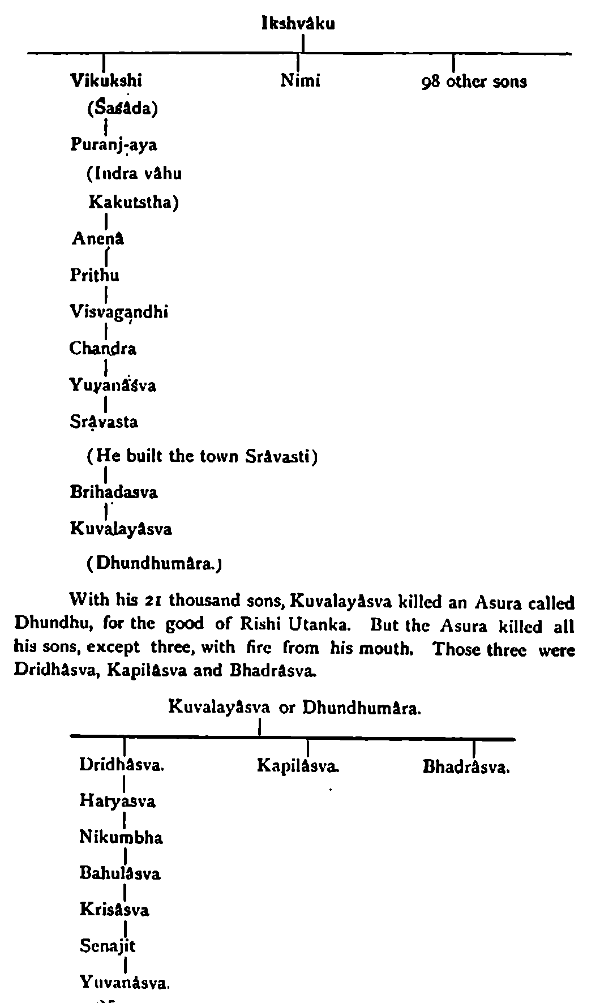 Ikshvâku
Vikukshi Nimi 98 other sons
(Śaśâda)
Puranj-aya
(Indra vâhu
Kakutstha)
Anenâ
Prithu
Visvagandhi
Chandra
Yuvanâśva
Srâvasta
(He built the town Srâvasti)
Brihadasva
Kuvalayâsva
(Dhundhumâra.)
With his 21 thousand sons, Kuvalayâsva killed an Asura called
Dhundhu, for the good of Rishi Utanka. But the Asura killed all
his sons, except three, with fire from his mouth. Those three were
Dridhâsva, Kapilâsva and Bhadrâsva.
Kuvalayâsva or Dhundhumâra.
Dridhâsva. Kapilâsva. Bhadrâsva.
Haryasva
Nikumbha
Bahulâsva
Krisâsva
Senajit
Yuvanâsva.